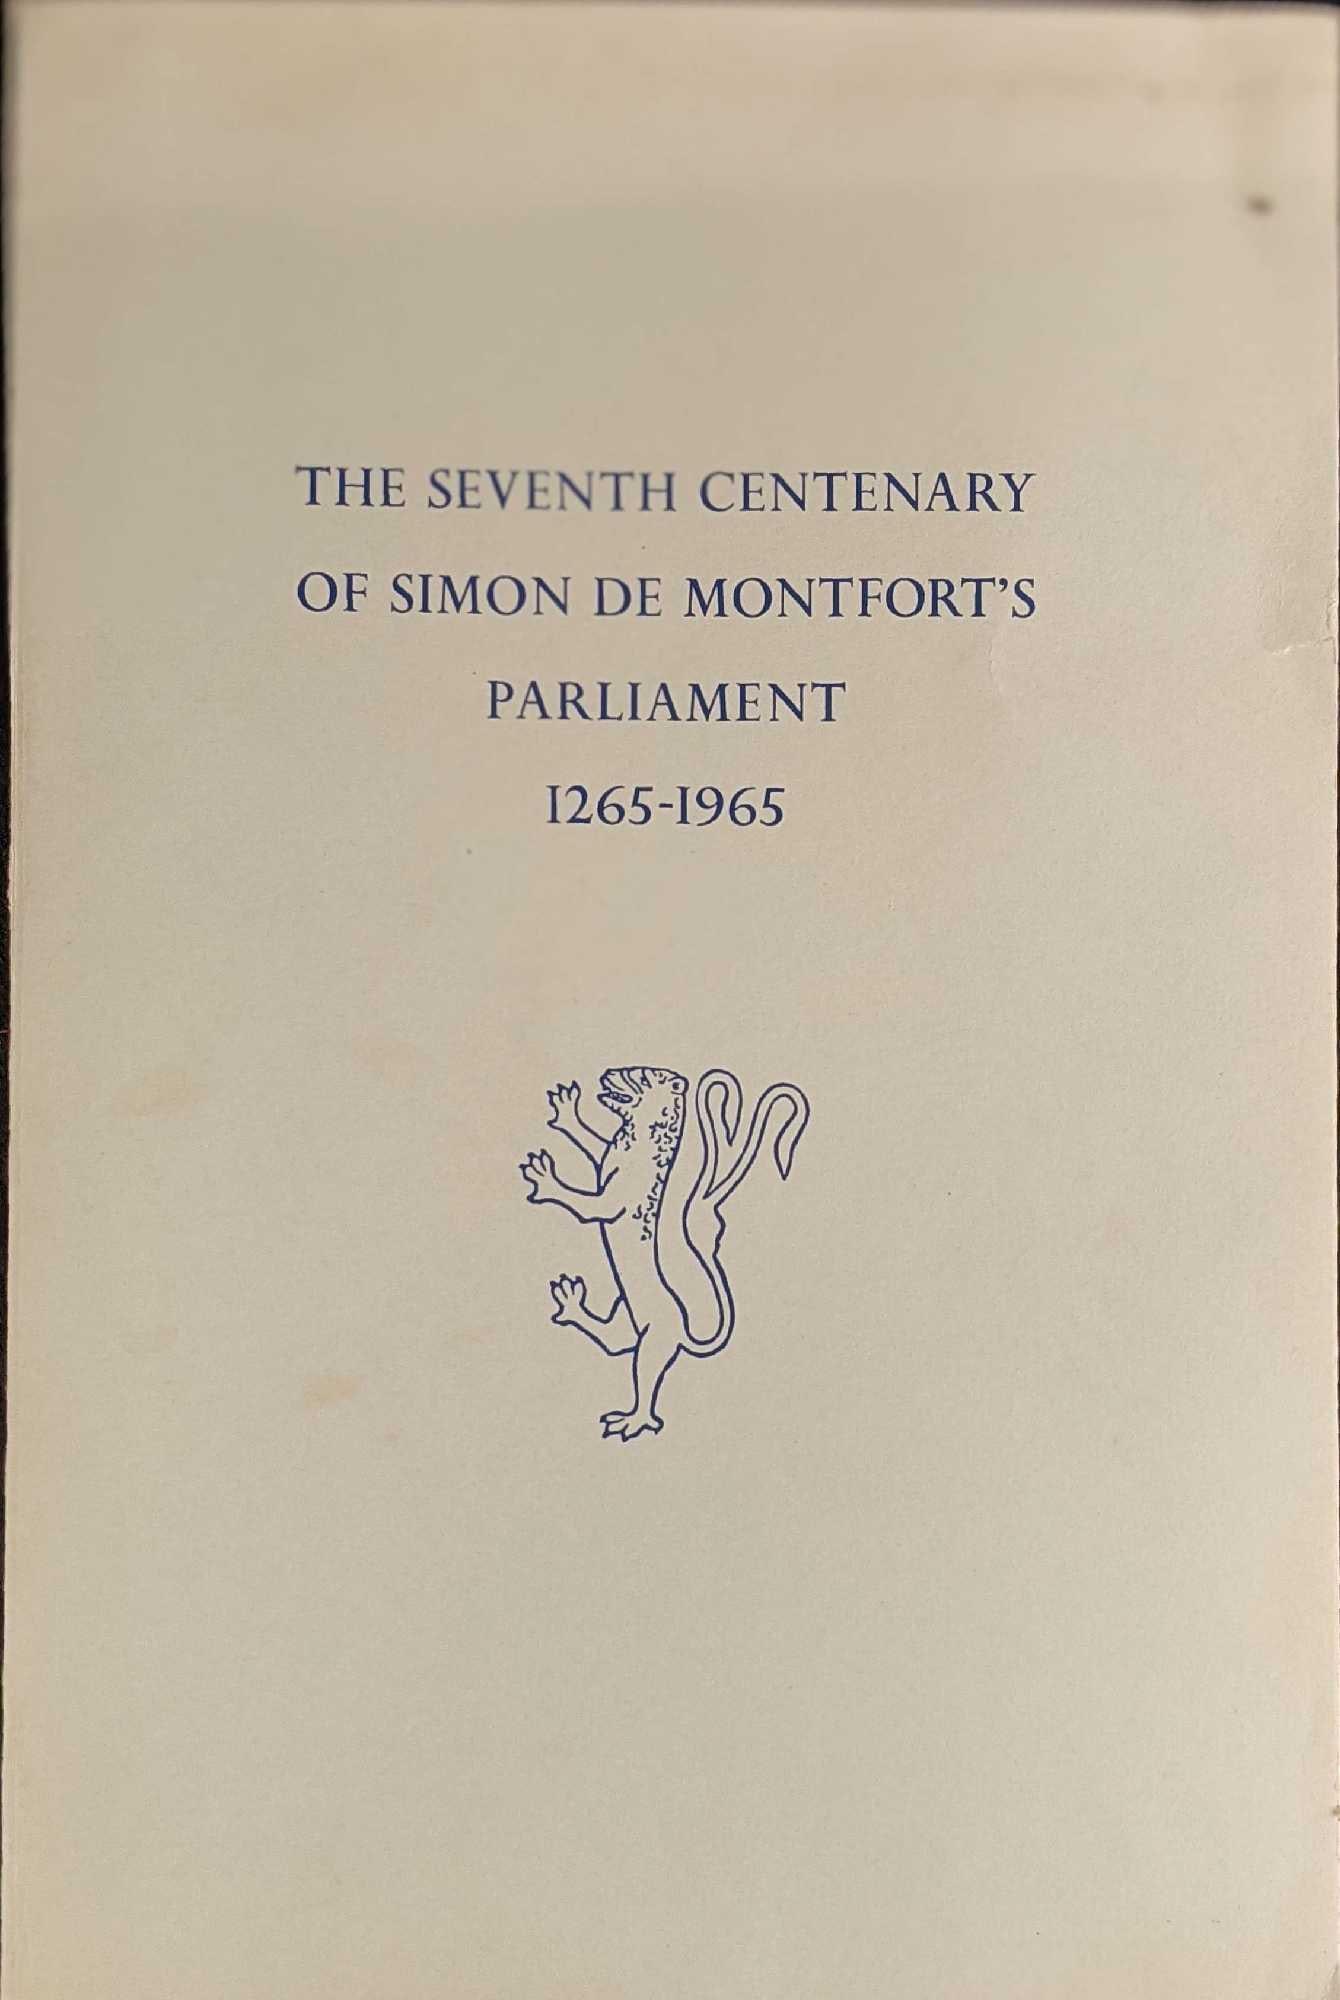 THE SEVENTH CENTENARY
OF SIMON DE MONTFORT'S
PARLIAMENT
1265-1965